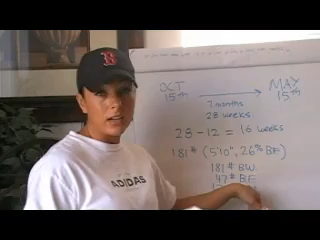 B
ADIDAS
OCT MAY
15th → 15th
7 months
28 weeks
28 - 12 = 16 weeks
181# (5'10", 26% BF)
181# BW
47# BF